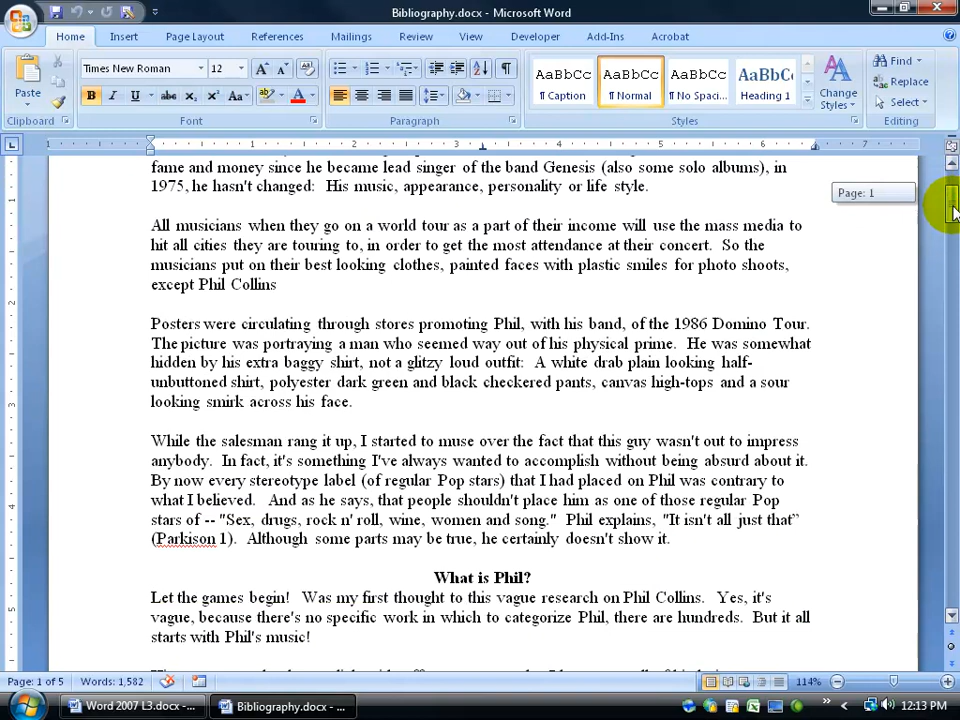 Bibliography.docx - Microsoft Word
Home Insert Page Layout References Mailings Review View Developer Add-Ins Acrobat
Paste
Times New Roman 12
AaBbCc AaBbCc AaBbCc AaBbC
¶ Caption ¶ Normal ¶ No Spaci... Heading 1
Change Styles
Find
Replace
Select
Clipboard Font Paragraph Styles Editing
fame and money since he became lead singer of the band Genesis (also some solo albums), in
1975, he hasn't changed: His music, appearance, personality or life style.
Page: 1
All musicians when they go on a world tour as a part of their income will use the mass media to
hit all cities they are touring to, in order to get the most attendance at their concert. So the
musicians put on their best looking clothes, painted faces with plastic smiles for photo shoots,
except Phil Collins
Posters were circulating through stores promoting Phil, with his band, of the 1986 Domino Tour.
The picture was portraying a man who seemed way out of his physical prime. He was somewhat
hidden by his extra baggy shirt, not a glitzy loud outfit: A white drab plain looking half-
unbuttoned shirt, polyester dark green and black checkered pants, canvas high-tops and a sour
looking smirk across his face.
While the salesman rang it up, I started to muse over the fact that this guy wasn't out to impress
anybody. In fact, it's something I've always wanted to accomplish without being absurd about it.
By now every stereotype label (of regular Pop stars) that I had placed on Phil was contrary to
what I believed. And as he says, that people shouldn't place him as one of those regular Pop
stars of -- "Sex, drugs, rock n' roll, wine, women and song." Phil explains, "It isn't all just that”
(Parkison 1). Although some parts may be true, he certainly doesn't show it.
What is Phil?
Let the games begin! Was my first thought to this vague research on Phil Collins. Yes, it's
vague, because there's no specific work in which to categorize Phil, there are hundreds. But it all
starts with Phil's music!
Page: 1 of 5 Words: 1,582 114%
Word 2007 L3.docx -... Bibliography.docx - ... 12:13 PM